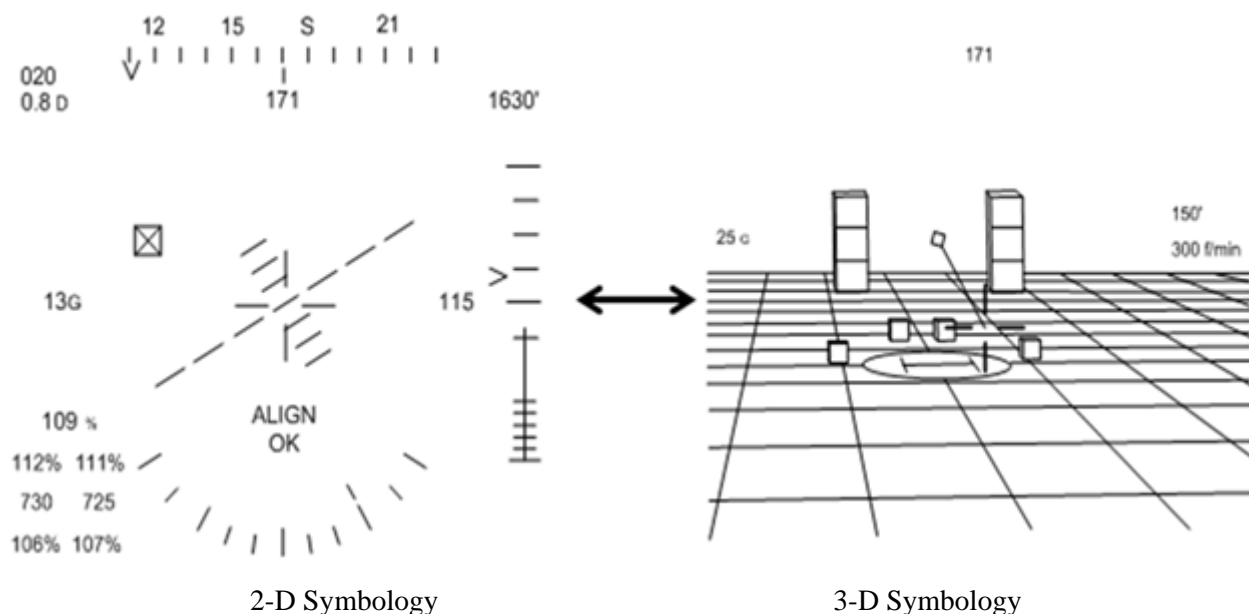 12 15 S 21
020
0.8 D
171
1630'
13G
115
ALIGN
OK
109 %
112% 111%
730 725
106% 107%
2-D Symbology
171
25 G
150'
300 f/min
3-D Symbology